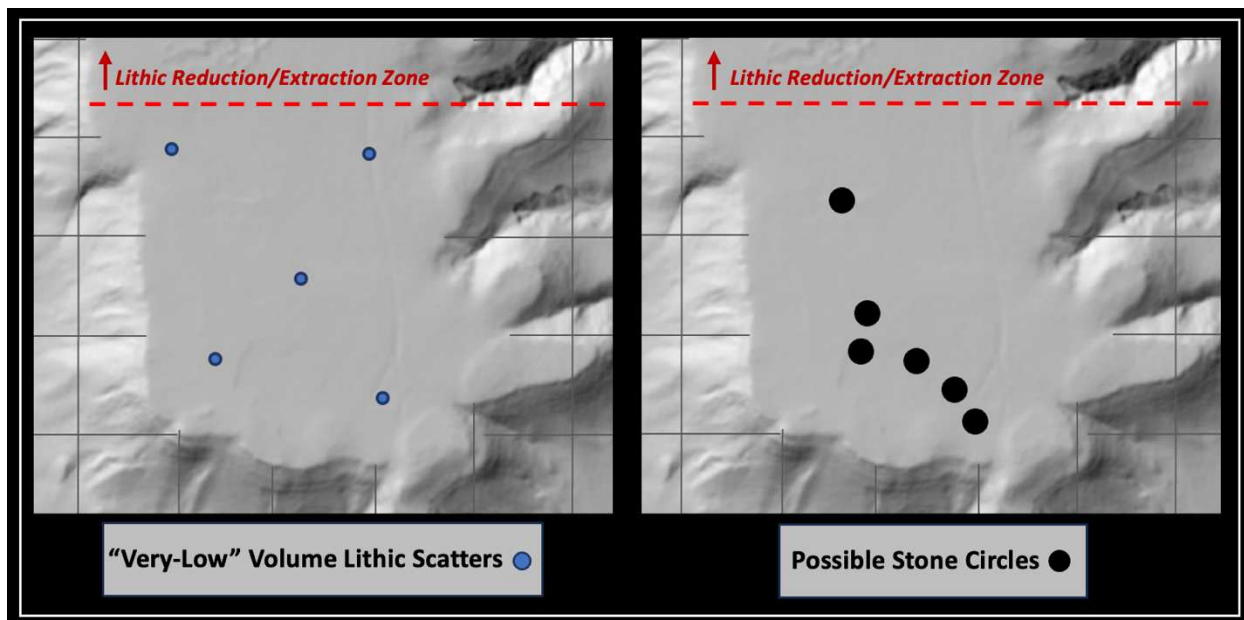 Lithic Reduction/Extraction Zone
Lithic Reduction/Extraction Zone
“Very-Low” Volume Lithic Scatters
Possible Stone Circles